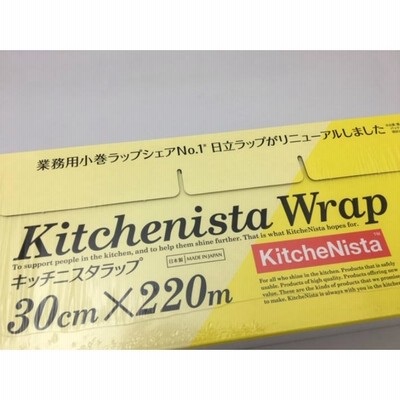 業務用小巻ラップシェアNo.1* 日立ラップがリニューアルしました
Kitchenista Wrap
To support people in the kitchen, and to help them shine further. That is what KitcheNista hopes for.
キッチニスタラップ
日本製 MADE IN JAPAN
KitcheNista™
30cm×220m
For all who shine in the kitchen. Products that is safely
usable. Products of high quality. Products offering new
value. These are the kinds of products that we promise
to make. KitcheNista is always with you in the kitchen